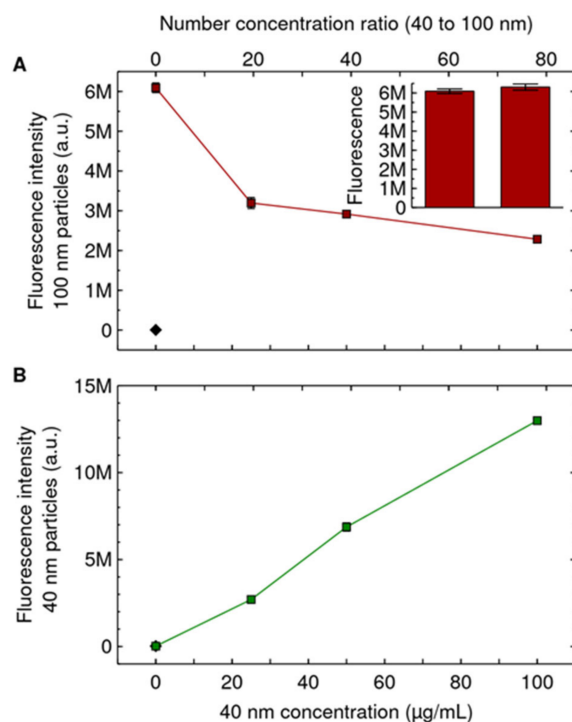 Number concentration ratio (40 to 100 nm)
0 20 40 60 80
A
6M
5M
4M
3M
2M
1M
0
Fluorescence intensity
100 nm particles (a.u.)
6M
5M
4M
3M
2M
1M
0
Fluorescence
B
15M
10M
5M
0
Fluorescence intensity
40 nm particles (a.u.)
0 20 40 60 80 100
40 nm concentration (µg/mL)